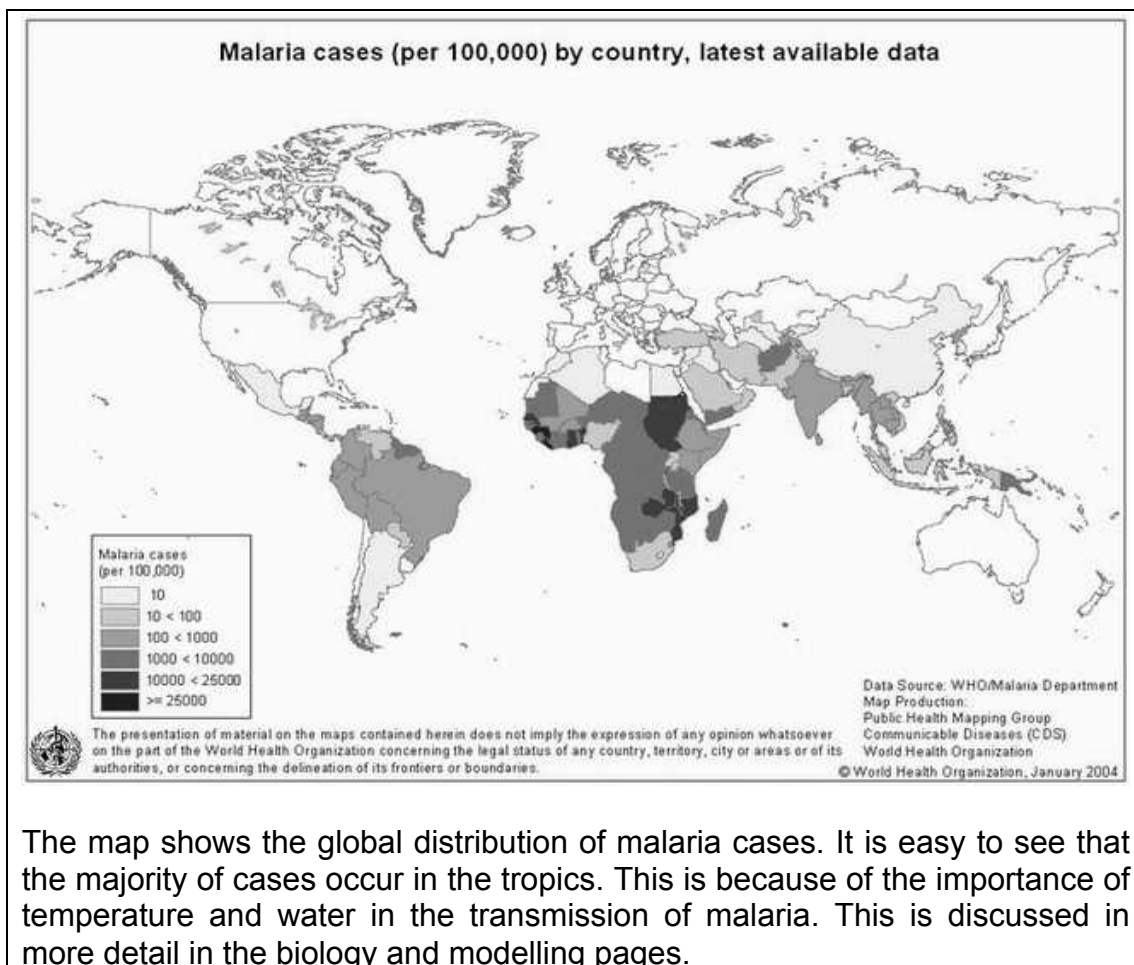 Malaria cases (per 100,000) by country, latest available data
Malaria cases
(per 100,000)
10
10 < 100
100 < 1000
1000 < 10000
10000 < 25000
>= 25000
Data Source: WHO/Malaria Department
Map Production:
Public Health Mapping Group
Communicable Diseases (CDS)
World Health Organization
© World Health Organization, January 2004
The presentation of material on the maps contained herein does not imply the expression of any opinion whatsoever
on the part of the World Health Organization concerning the legal status of any country, territory, city or areas or of its
authorities, or concerning the delineation of its frontiers or boundaries.
The map shows the global distribution of malaria cases. It is easy to see that
the majority of cases occur in the tropics. This is because of the importance of
temperature and water in the transmission of malaria. This is discussed in
more detail in the biology and modelling pages.